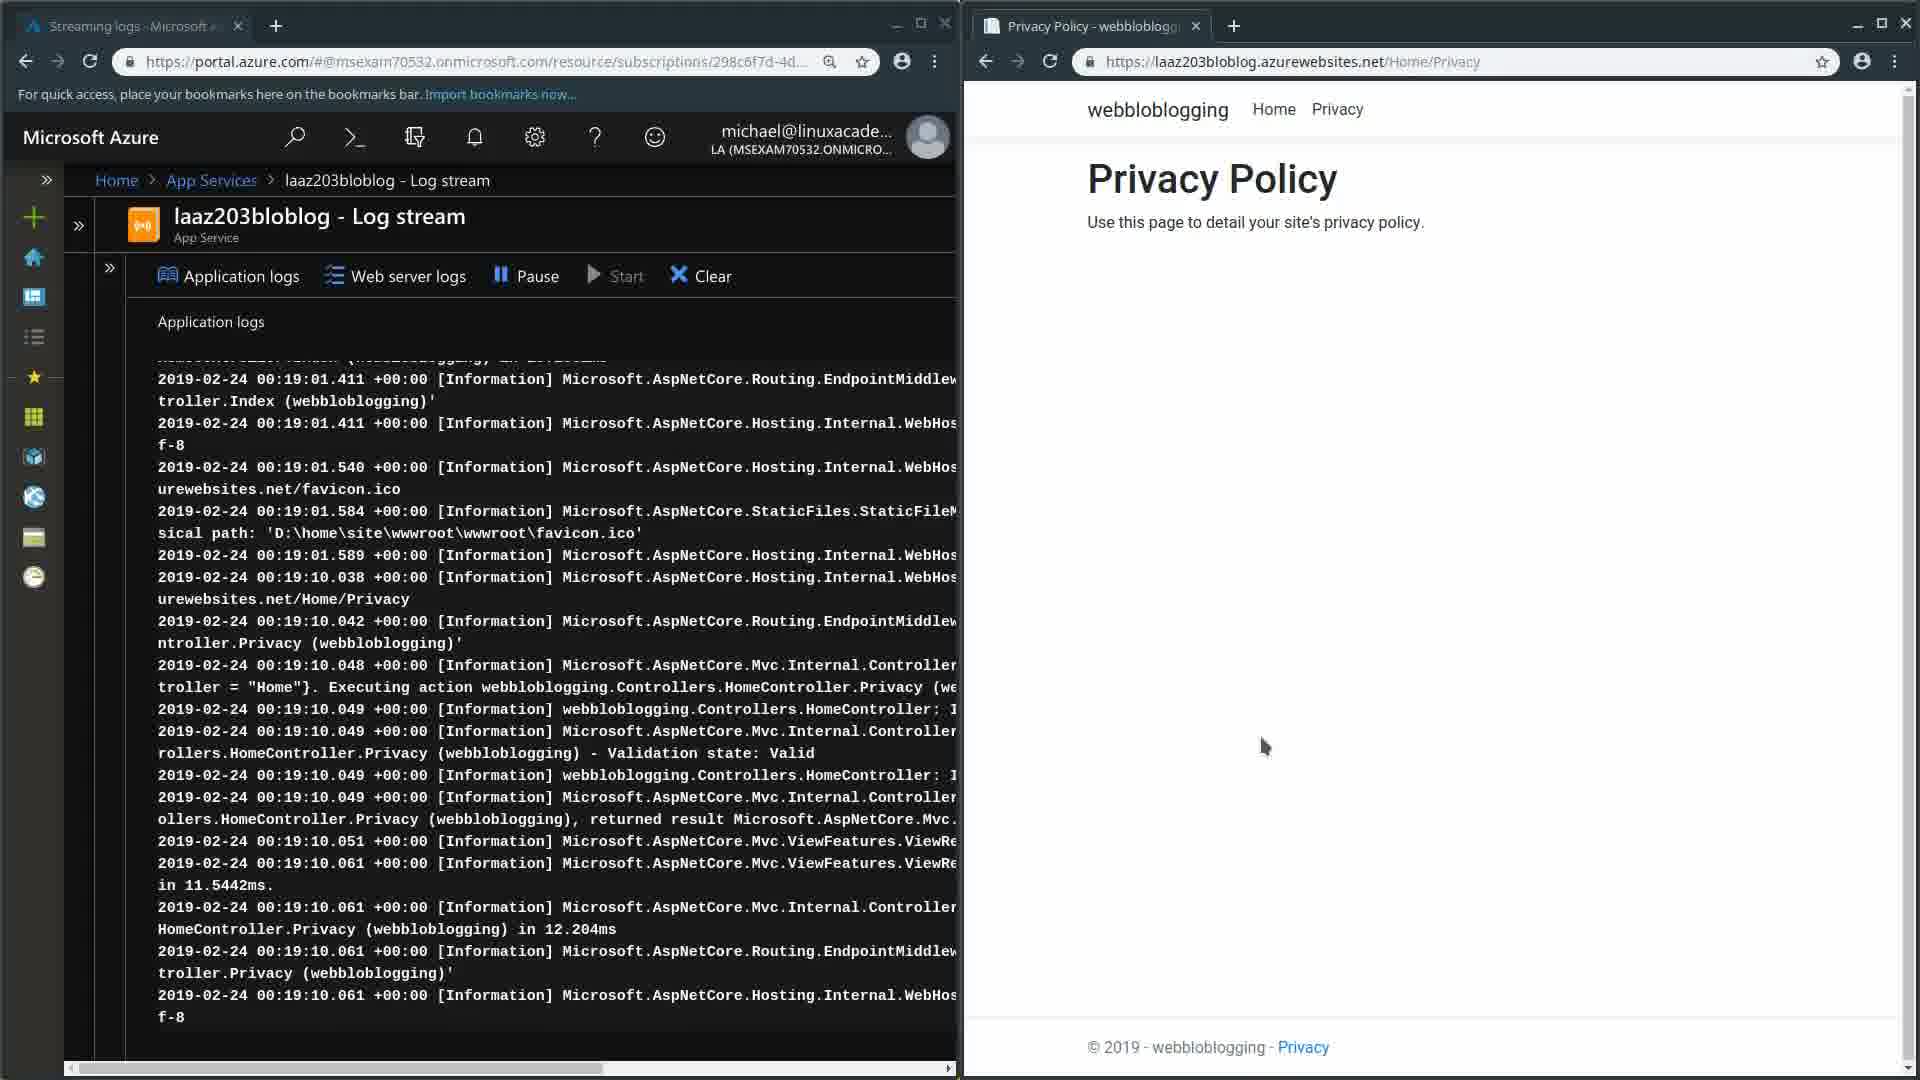 Streaming logs - Microsoft
https://portal.azure.com/#@msexam70532.onmicrosoft.com/resource/subscriptions/298c6f7d-4d...
For quick access, place your bookmarks here on the bookmarks bar. Import bookmarks now...
Microsoft Azure
michael@linuxacade...
LA (MSEXAM70532.ONMICRO...
Home > App Services > laaz203bloblog - Log stream
laaz203bloblog - Log stream
App Service
Application logs Web server logs Pause Start Clear
Application logs
2019-02-24 00:19:01.411 +00:00 [Information] Microsoft.AspNetCore.Routing.EndpointMiddlew
troller.Index (webbloblogging)'
2019-02-24 00:19:01.411 +00:00 [Information] Microsoft.AspNetCore.Hosting.Internal.WebHos
f-8
2019-02-24 00:19:01.540 +00:00 [Information] Microsoft.AspNetCore.Hosting.Internal.WebHos
urewebsites.net/favicon.ico
2019-02-24 00:19:01.584 +00:00 [Information] Microsoft.AspNetCore.StaticFiles.StaticFileM
sical path: 'D:\home\site\wwwroot\wwwroot\favicon.ico'
2019-02-24 00:19:01.589 +00:00 [Information] Microsoft.AspNetCore.Hosting.Internal.WebHos
2019-02-24 00:19:10.038 +00:00 [Information] Microsoft.AspNetCore.Hosting.Internal.WebHos
urewebsites.net/Home/Privacy
2019-02-24 00:19:10.042 +00:00 [Information] Microsoft.AspNetCore.Routing.EndpointMiddlew
ntroller.Privacy (webbloblogging)'
2019-02-24 00:19:10.048 +00:00 [Information] Microsoft.AspNetCore.Mvc.Internal.Controller
troller = "Home"}. Executing action webbloblogging.Controllers.HomeController.Privacy (we
2019-02-24 00:19:10.049 +00:00 [Information] webbloblogging.Controllers.HomeController: I
2019-02-24 00:19:10.049 +00:00 [Information] Microsoft.AspNetCore.Mvc.Internal.Controller
rollers.HomeController.Privacy (webbloblogging) - Validation state: Valid
2019-02-24 00:19:10.049 +00:00 [Information] webbloblogging.Controllers.HomeController: I
2019-02-24 00:19:10.049 +00:00 [Information] Microsoft.AspNetCore.Mvc.Internal.Controller
ollers.HomeController.Privacy (webbloblogging), returned result Microsoft.AspNetCore.Mvc.
2019-02-24 00:19:10.051 +00:00 [Information] Microsoft.AspNetCore.Mvc.ViewFeatures.ViewRe
2019-02-24 00:19:10.061 +00:00 [Information] Microsoft.AspNetCore.Mvc.ViewFeatures.ViewRe
in 11.5442ms.
2019-02-24 00:19:10.061 +00:00 [Information] Microsoft.AspNetCore.Mvc.Internal.Controller
HomeController.Privacy (webbloblogging) in 12.204ms
2019-02-24 00:19:10.061 +00:00 [Information] Microsoft.AspNetCore.Routing.EndpointMiddlew
troller.Privacy (webbloblogging)'
2019-02-24 00:19:10.061 +00:00 [Information] Microsoft.AspNetCore.Hosting.Internal.WebHos
f-8
Privacy Policy - webbloblogg
https://laaz203bloblog.azurewebsites.net/Home/Privacy
webbloblogging Home Privacy
Privacy Policy
Use this page to detail your site's privacy policy.
© 2019 - webbloblogging - Privacy